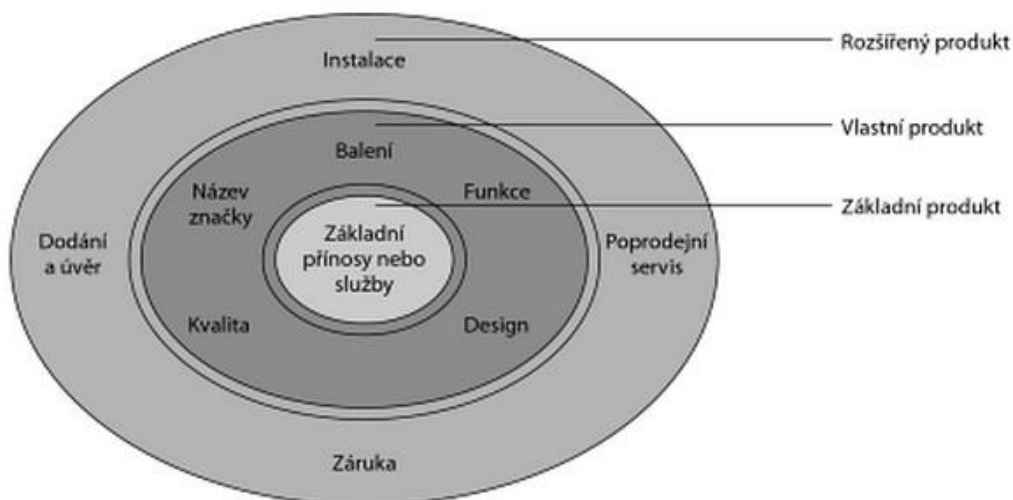 Instalace
Rozšířený produkt
Balení
Vlastní produkt
Název
značky
Funkce
Základní produkt
Základní
přínosy nebo
služby
Dodání
a úvěr
Poprodejní
servis
Kvalita
Design
Záruka